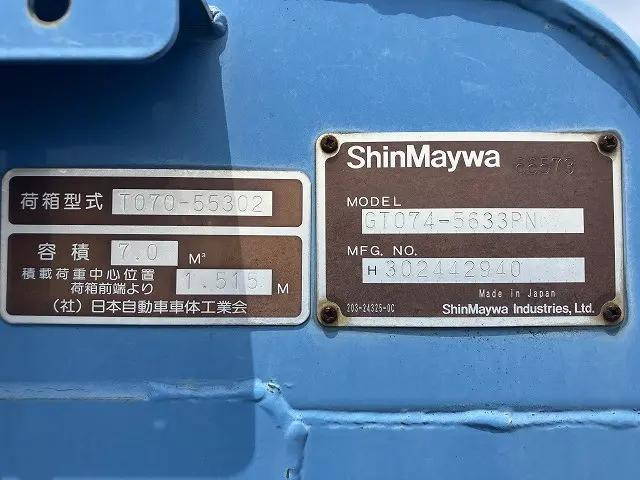 荷箱型式 T070-55302
容積 7.0 M³
積載荷重中心位置
荷箱前端より 1.515 M
(社)日本自動車車体工業会
ShinMaywa
MODEL
GT074-5633PN
MFG. NO.
H 302442940
Made in Japan
203-24325-0C ShinMaywa Industries, Ltd.